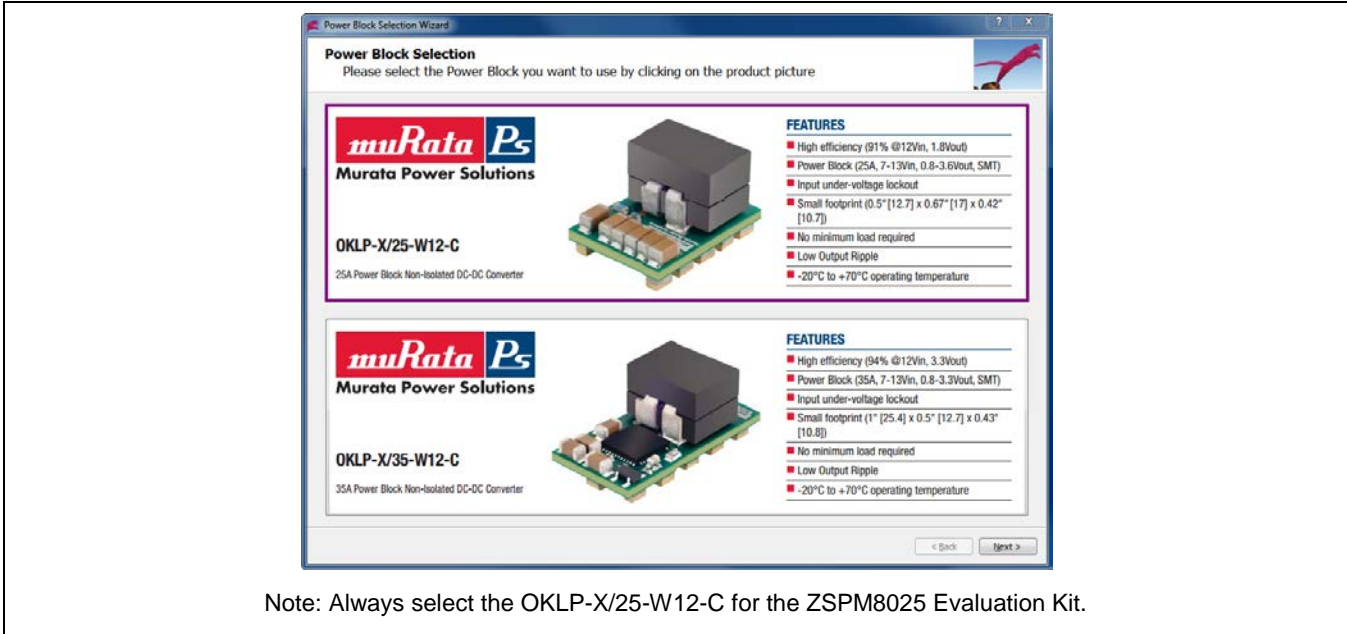 Power Block Selection Wizard
Power Block Selection
Please select the Power Block you want to use by clicking on the product picture
muRata Ps
Murata Power Solutions
OKLP-X/25-W12-C
25A Power Block Non-Isolated DC-DC Converter
FEATURES
High efficiency (91% @12Vin, 1.8Vout)
Power Block (25A, 7-13Vin, 0.8-3.6Vout, SMT)
Input under-voltage lockout
Small footprint (0.5" [12.7] x 0.67" [17] x 0.42"
[10.7])
No minimum load required
Low Output Ripple
-20°C to +70°C operating temperature
muRata Ps
Murata Power Solutions
OKLP-X/35-W12-C
35A Power Block Non-Isolated DC-DC Converter
FEATURES
High efficiency (94% @12Vin, 3.3Vout)
Power Block (35A, 7-13Vin, 0.8-3.3Vout, SMT)
Input under-voltage lockout
Small footprint (1" [25.4] x 0.5" [12.7] x 0.43"
[10.8])
No minimum load required
Low Output Ripple
-20°C to +70°C operating temperature
< Back
Next >
Note: Always select the OKLP-X/25-W12-C for the ZSPM8025 Evaluation Kit.